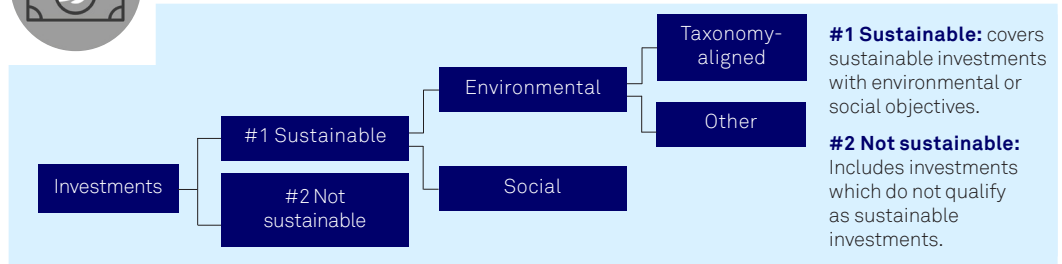 Investments
#1 Sustainable
#2 Not
sustainable
Environmental
Social
Taxonomy-
aligned
Other
#1 Sustainable: covers
sustainable investments
with environmental or
social objectives.
#2 Not sustainable:
Includes investments
which do not qualify
as sustainable
investments.